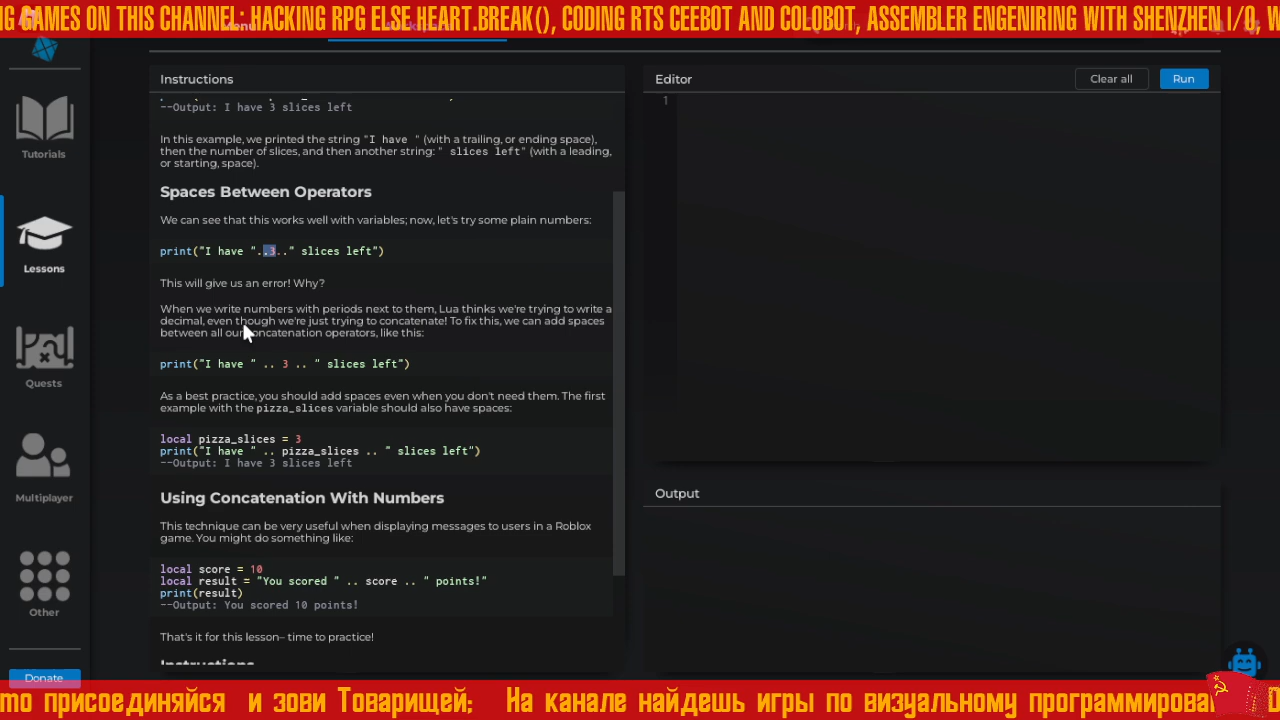 G GAMES ON THIS CHANNEL: HACKING RPG ELSE HEART.BREAK(), CODING RTS CEEBOT AND COLOBOT, ASSEMBLER ENGENIRING WITH SHENZHEN I/O, W
Instructions
--Output: I have 3 slices left
In this example, we printed the string "I have " (with a trailing, or ending space),
then the number of slices, and then another string: " slices left" (with a leading,
or starting, space).
Spaces Between Operators
We can see that this works well with variables; now, let's try some plain numbers:
print("I have "..3.." slices left")
This will give us an error! Why?
When we write numbers with periods next to them, Lua thinks we're trying to write a
decimal, even though we're just trying to concatenate! To fix this, we can add spaces
between all our concatenation operators, like this:
print("I have " .. 3 .. " slices left")
As a best practice, you should add spaces even when you don't need them. The first
example with the pizza_slices variable should also have spaces:
local pizza_slices = 3
print("I have " .. pizza_slices .. " slices left")
--Output: I have 3 slices left
Using Concatenation With Numbers
This technique can be very useful when displaying messages to users in a Roblox
game. You might do something like:
local score = 10
local result = "You scored " .. score .. " points!"
print(result)
--Output: You scored 10 points!
That's it for this lesson– time to practice!
Instructions
Editor
Clear all
Run
1
Output
Tutorials
Lessons
Quests
Multiplayer
Other
Donate
то присоединяйся и зови Товарищей; На канале найдешь игры по визуальному программирова